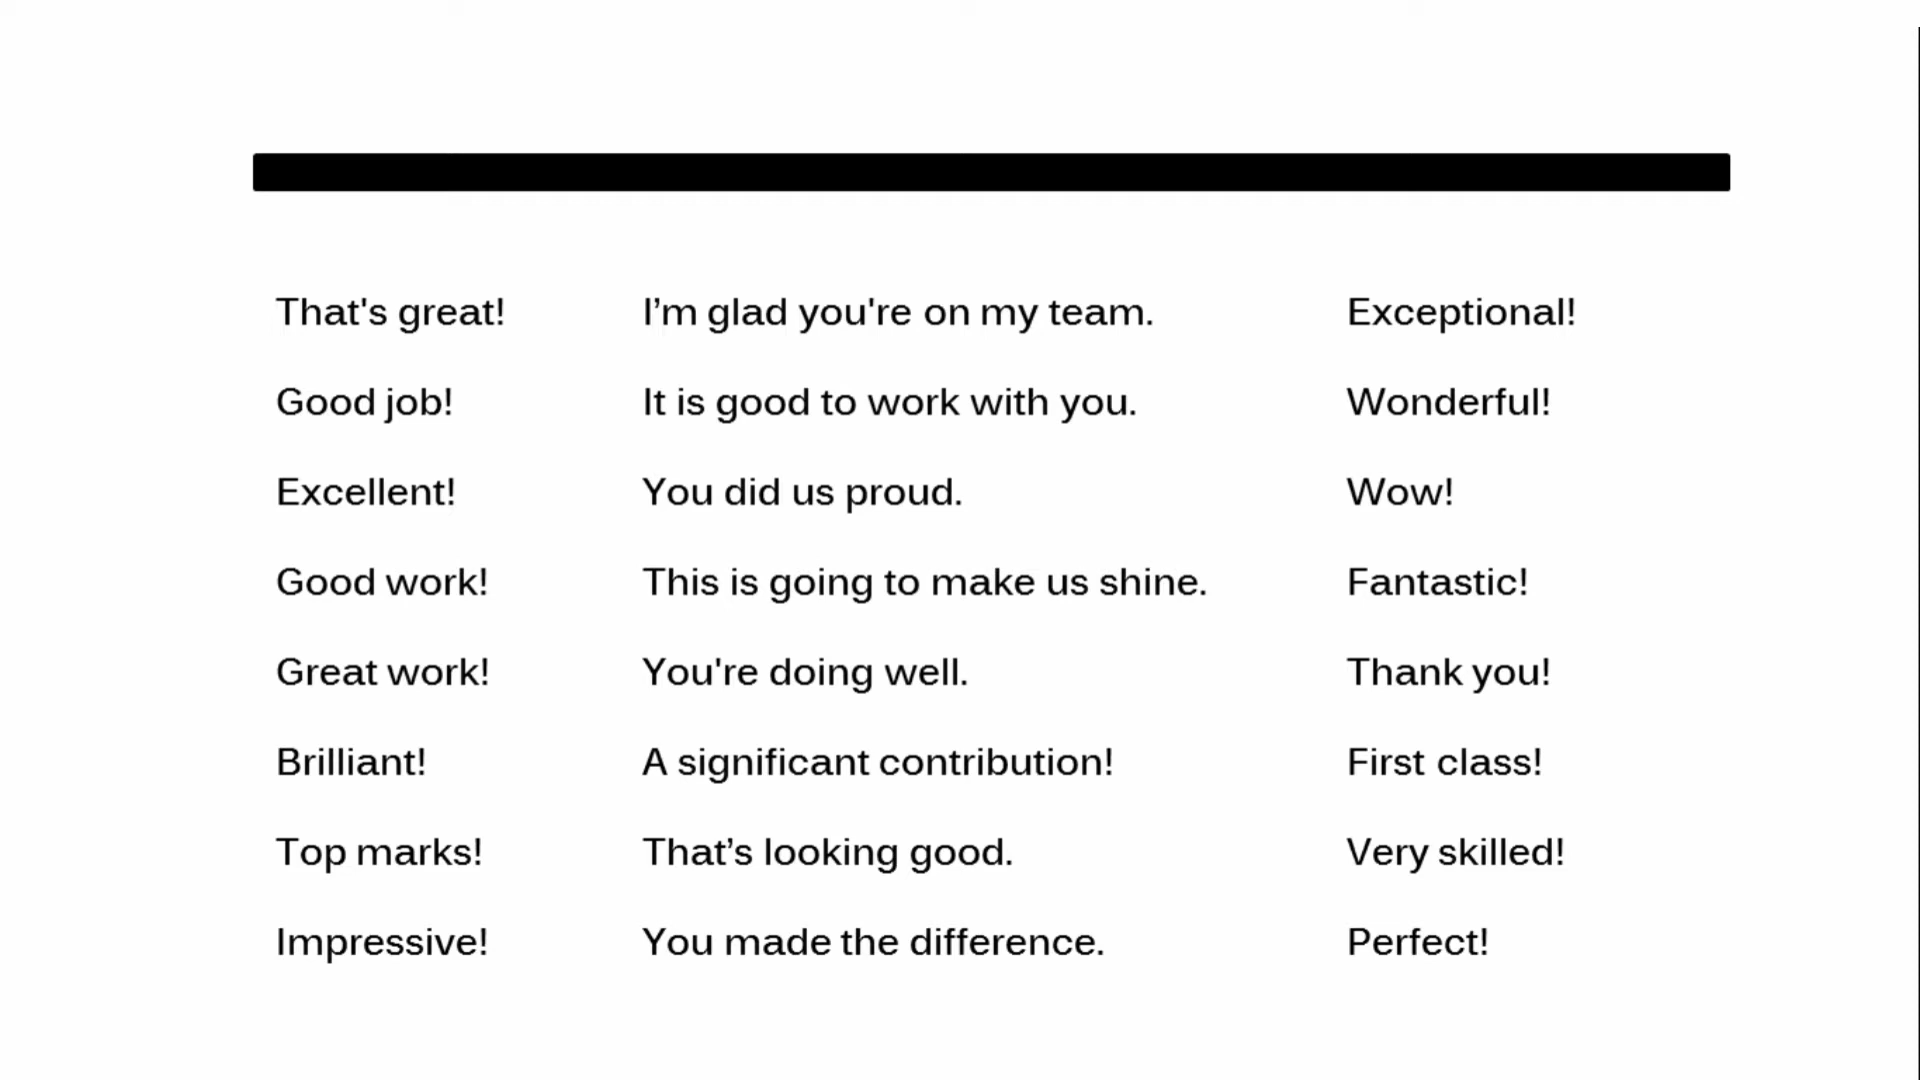 That's great!
I’m glad you're on my team.
Exceptional!
Good job!
It is good to work with you.
Wonderful!
Excellent!
You did us proud.
Wow!
Good work!
This is going to make us shine.
Fantastic!
Great work!
You're doing well.
Thank you!
Brilliant!
A significant contribution!
First class!
Top marks!
That’s looking good.
Very skilled!
Impressive!
You made the difference.
Perfect!